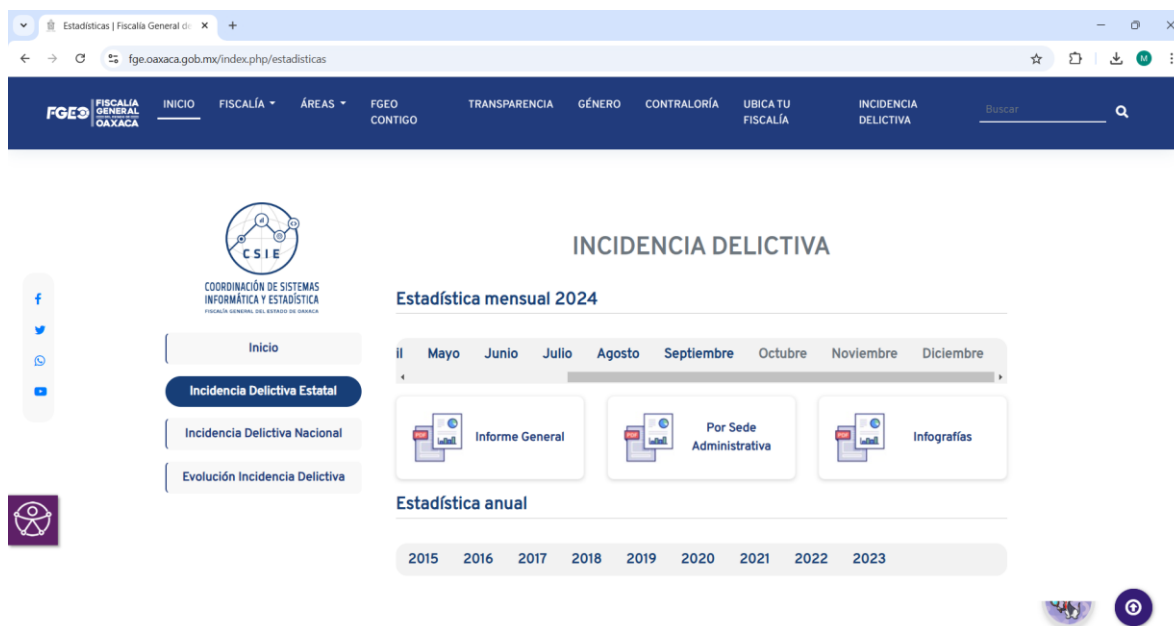 Estadísticas | Fiscalía General de
fge.oaxaca.gob.mx/index.php/estadisticas
M
FGEO
FISCALÍA
GENERAL
OAXACA
INICIO
FISCALÍA
ÁREAS
FGEO
CONTIGO
TRANSPARENCIA
GÉNERO
CONTRALORÍA
UBICA TU
FISCALÍA
INCIDENCIA
DELICTIVA
Buscar
CSIE
COORDINACIÓN DE SISTEMAS
INFORMÁTICA Y ESTADÍSTICA
FISCALÍA GENERAL DEL ESTADO DE OAXACA
Inicio
Incidencia Delictiva Estatal
Incidencia Delictiva Nacional
Evolución Incidencia Delictiva
INCIDENCIA DELICTIVA
Estadística mensual 2024
il Mayo Junio Julio Agosto Septiembre Octubre Noviembre Diciembre
PDF
Informe General
PDF
Por Sede
Administrativa
PDF
Infografías
Estadística anual
2015 2016 2017 2018 2019 2020 2021 2022 2023